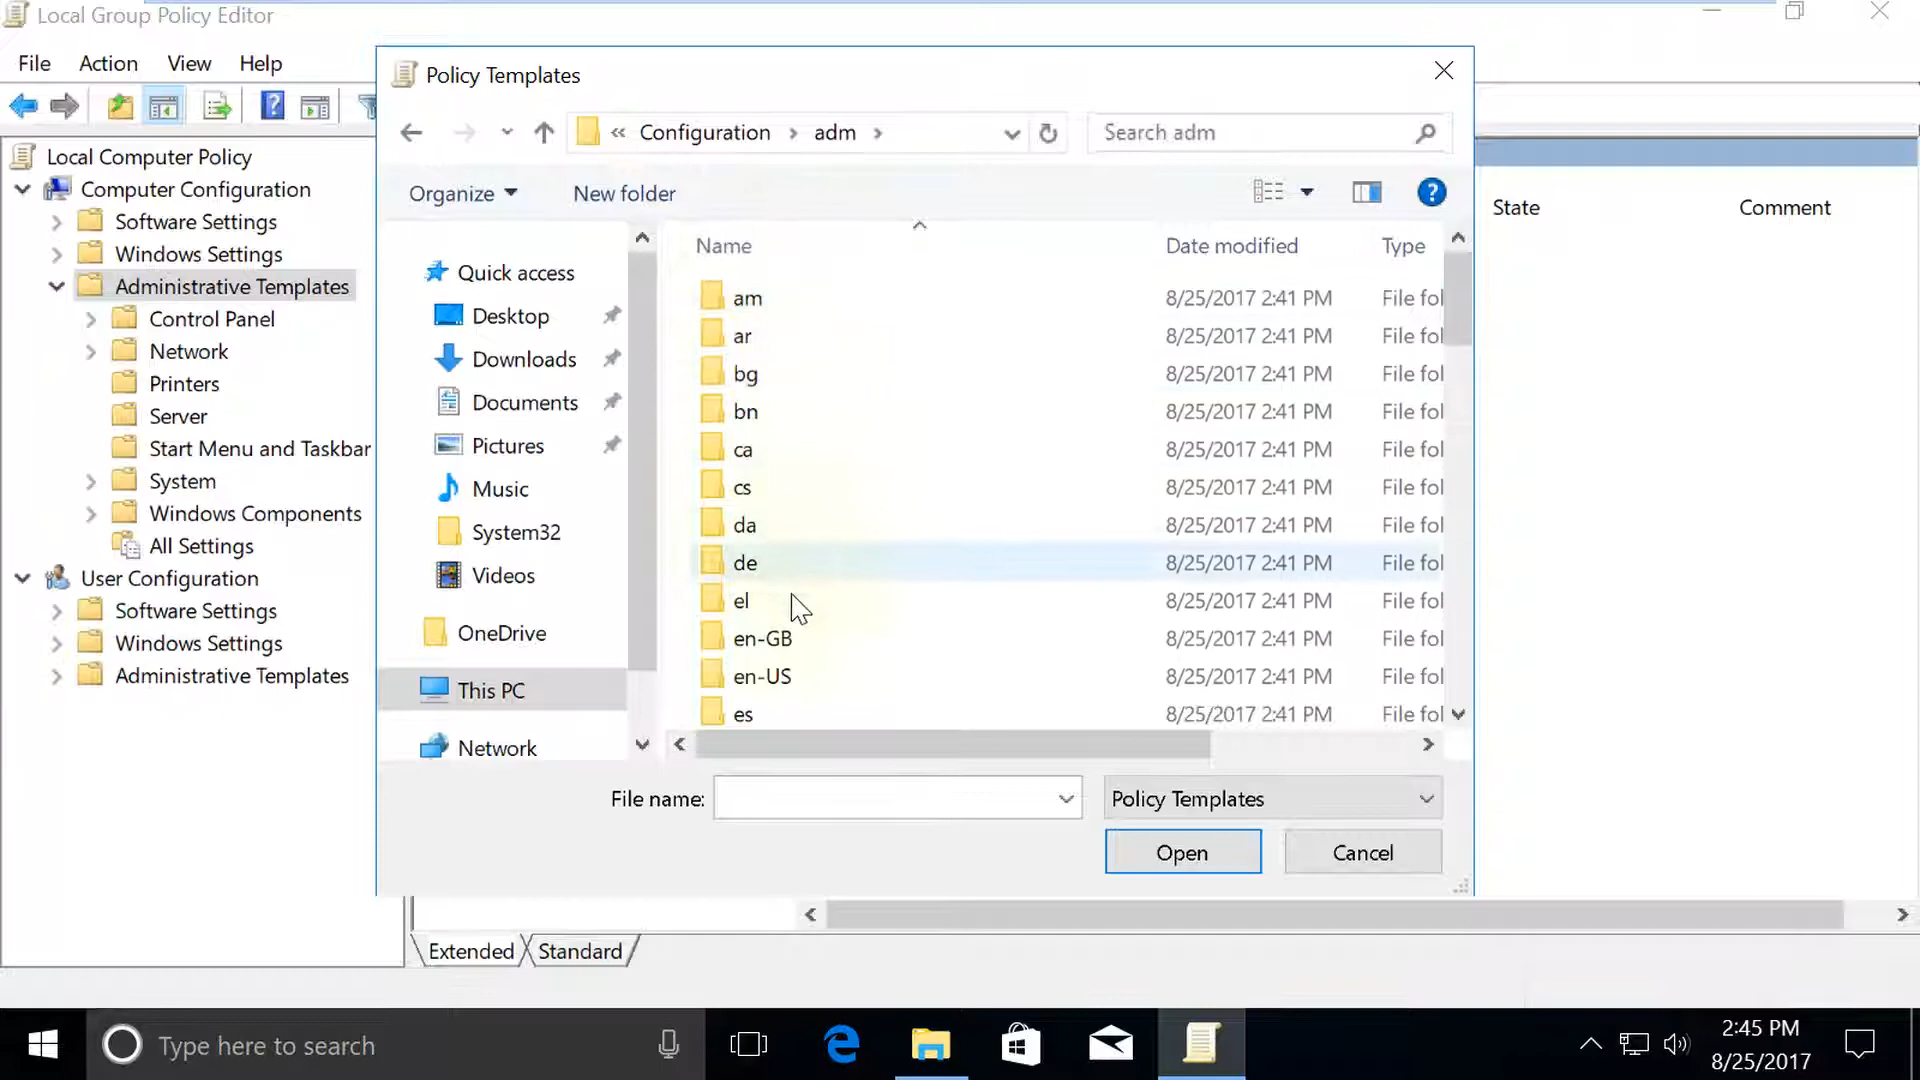 Local Group Policy Editor
File Action View Help
Policy Templates
« Configuration > adm >
Search adm
Organize
New folder
Local Computer Policy
Computer Configuration
Software Settings
Windows Settings
Administrative Templates
Control Panel
Network
Printers
Server
Start Menu and Taskbar
System
Windows Components
All Settings
User Configuration
Software Settings
Windows Settings
Administrative Templates
Quick access
Desktop
Downloads
Documents
Pictures
Music
System32
Videos
OneDrive
This PC
Network
Name Date modified Type
am 8/25/2017 2:41 PM File fol
ar 8/25/2017 2:41 PM File fol
bg 8/25/2017 2:41 PM File fol
bn 8/25/2017 2:41 PM File fol
ca 8/25/2017 2:41 PM File fol
cs 8/25/2017 2:41 PM File fol
da 8/25/2017 2:41 PM File fol
de 8/25/2017 2:41 PM File fol
el 8/25/2017 2:41 PM File fol
en-GB 8/25/2017 2:41 PM File fol
en-US 8/25/2017 2:41 PM File fol
es 8/25/2017 2:41 PM File fol
State Comment
File name:
Policy Templates
Open Cancel
Extended Standard
Type here to search
2:45 PM
8/25/2017